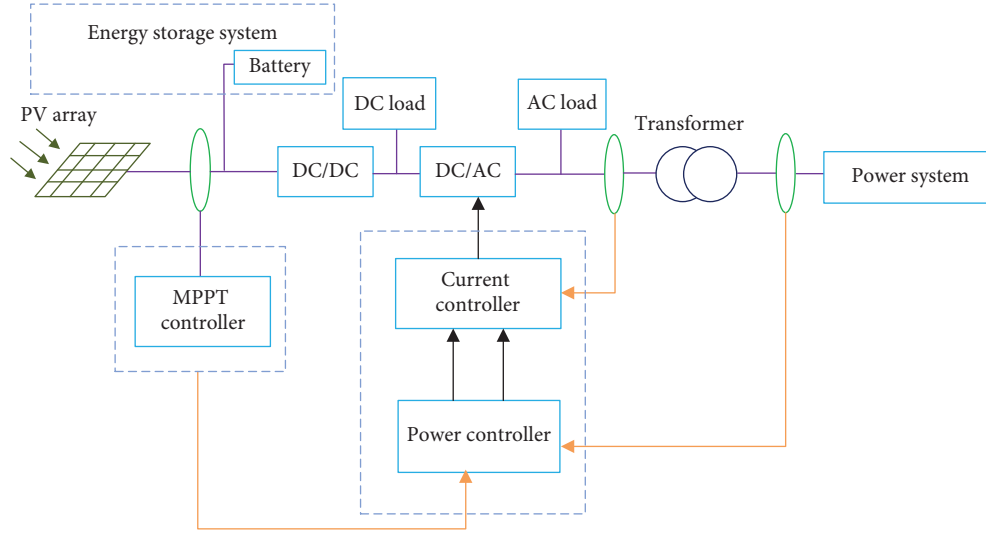 Energy storage system
Battery
PV array
DC load
AC load
Transformer
DC/DC
DC/AC
Power system
MPPT
controller
Current
controller
Power controller